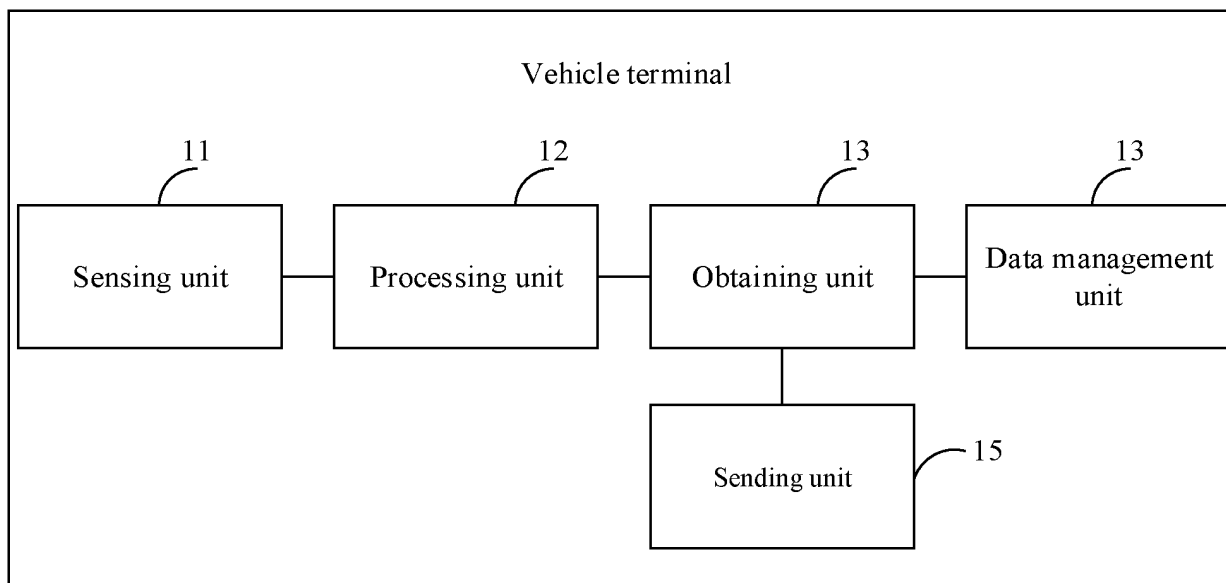 Vehicle terminal
11
12
13
13
Sensing unit
Processing unit
Obtaining unit
Data management
unit
Sending unit
15